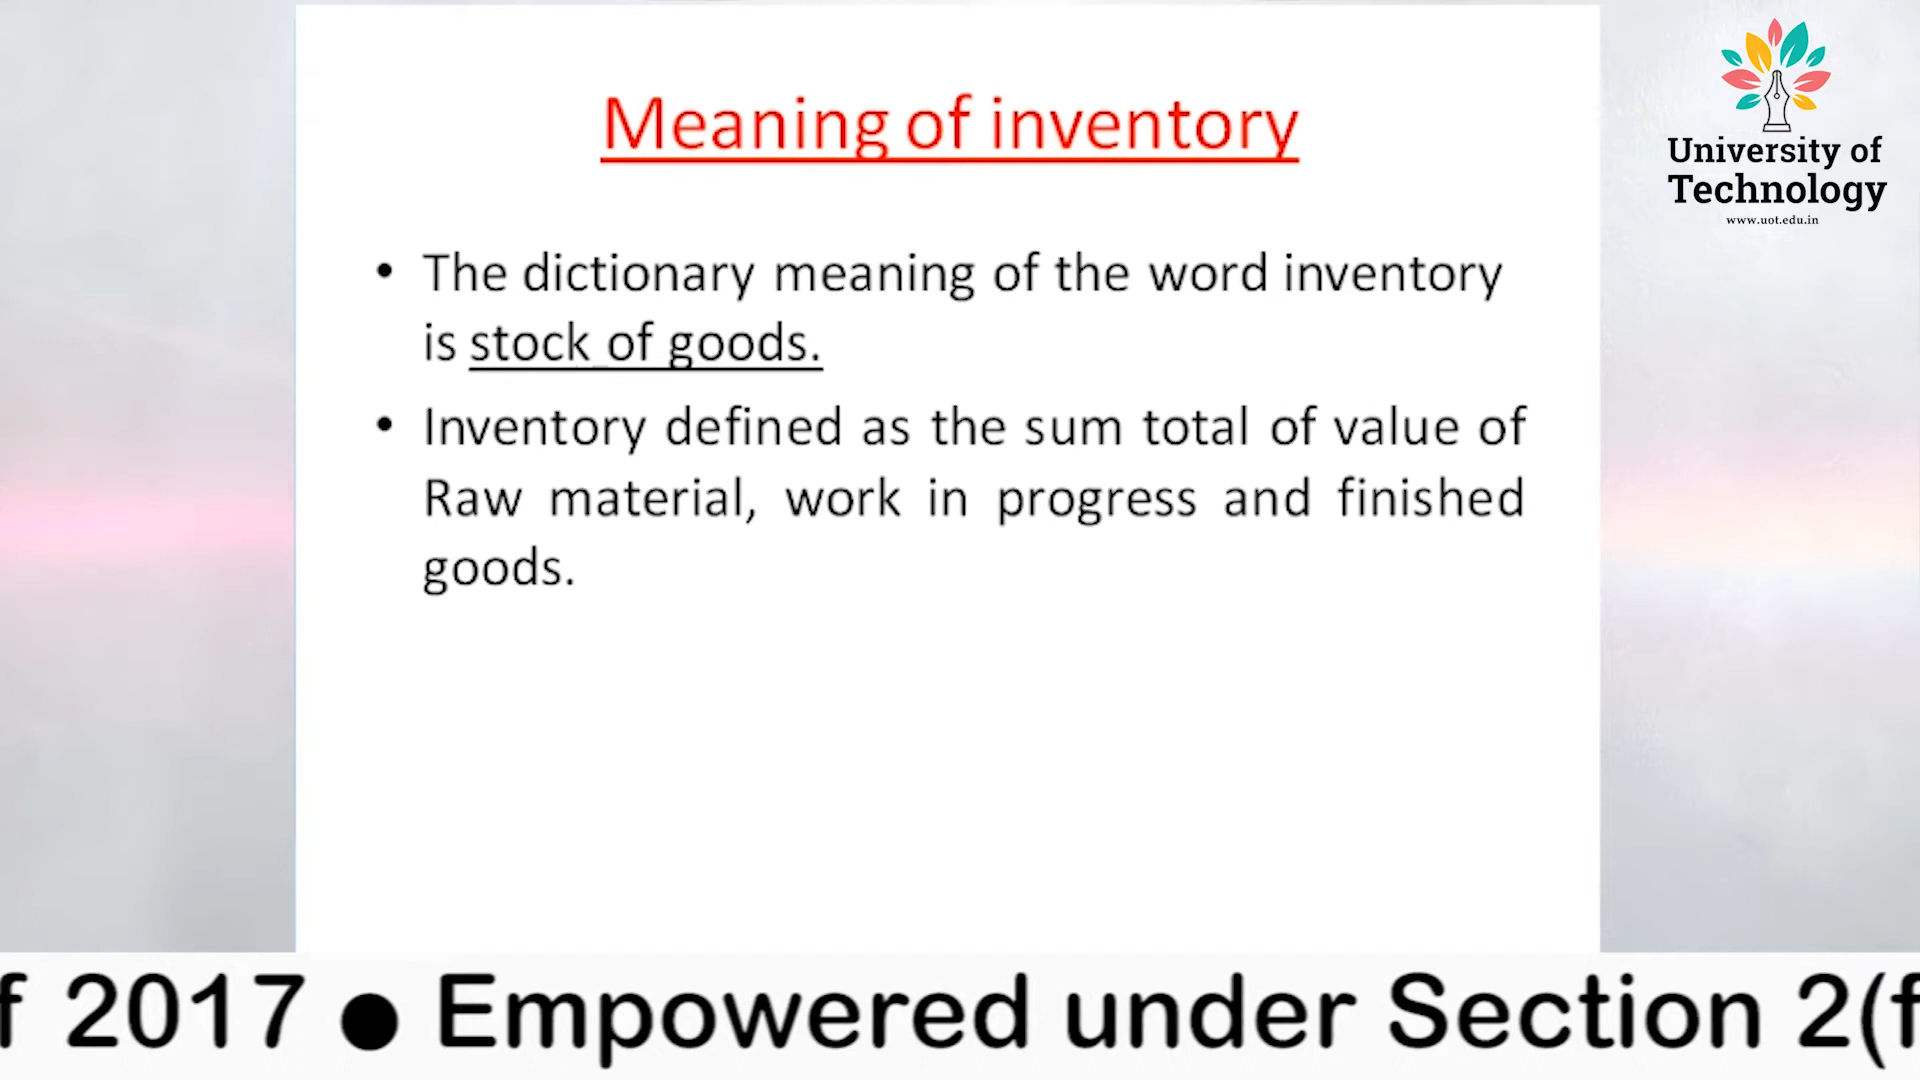 Meaning of inventory
University of
Technology
www.uot.edu.in
• The dictionary meaning of the word inventory
is stock of goods.
• Inventory defined as the sum total of value of
Raw material, work in progress and finished
goods.
f 2017 ● Empowered under Section 2(f